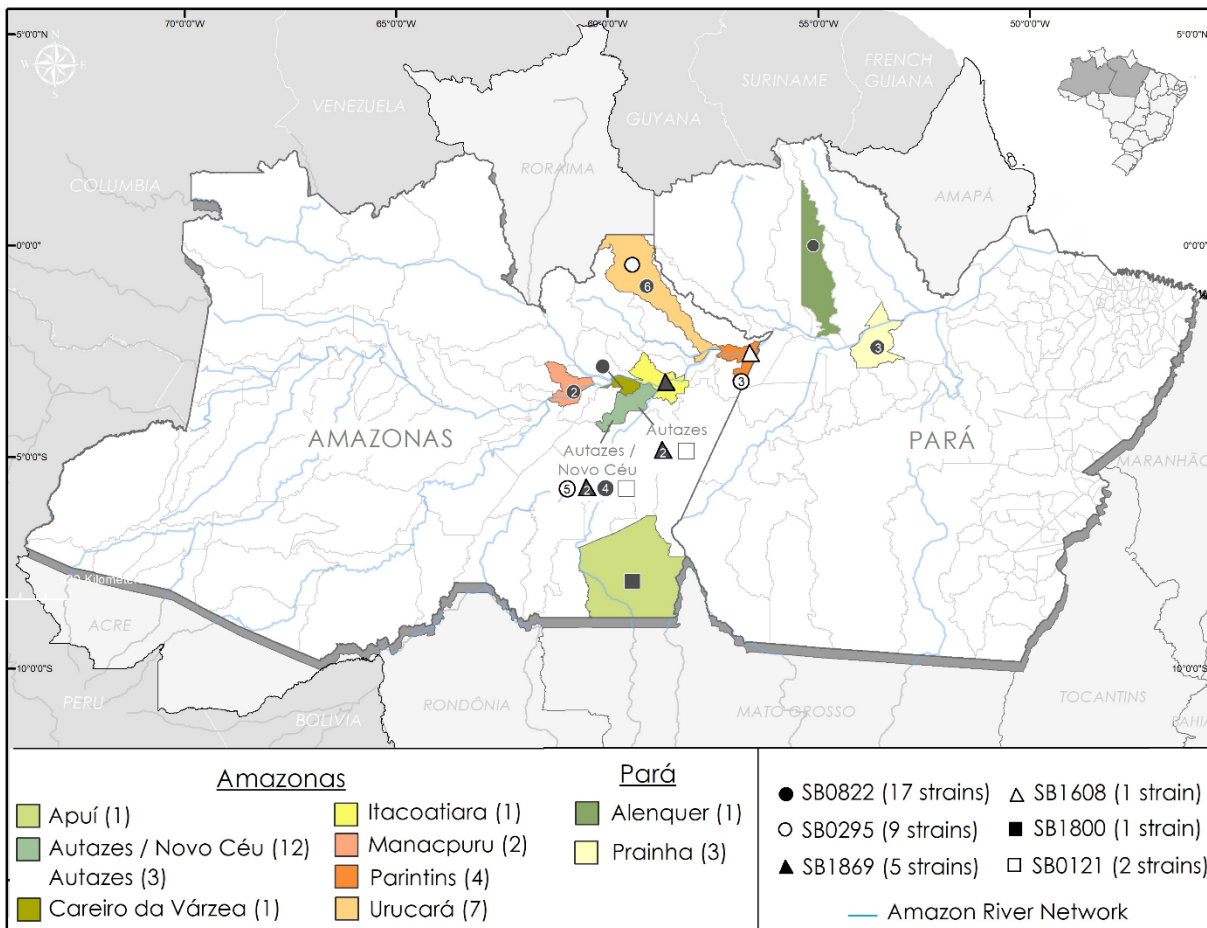 70°0'0"W 65°0'0"W 60°0'0"W 55°0'0"W 50°0'0"W
5°0'0"N 5°0'0"N
N
W E
S
VENEZUELA
GUYANA
SURINAME
FRENCH
GUIANA
COLUMBIA
RORAIMA
AMAPÁ
0°0'0" 0°0'0"
6
3
2
3
AMAZONAS
PARÁ
Autazes
2
Autazes /
Novo Céu
5 2 4
5°0'0"S
MARANHÃO
ACRE
10°0'0"S 10°0'0"S
PERU
BOLIVIA
RONDÔNIA
MATO GROSSO
TOCANTINS
Amazonas
Apuí (1)
Autazes / Novo Céu (12)
Autazes (3)
Careiro da Várzea (1)
Itacoatiara (1)
Manacpuru (2)
Parintins (4)
Urucará (7)
Pará
Alenquer (1)
Prainha (3)
SB0822 (17 strains)
SB0295 (9 strains)
SB1869 (5 strains)
SB1608 (1 strain)
SB1800 (1 strain)
SB0121 (2 strains)
Amazon River Network